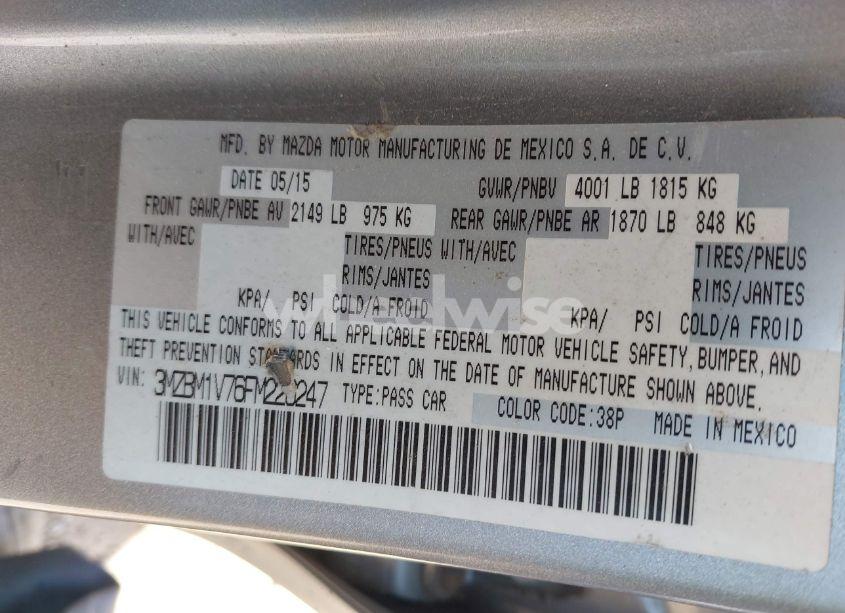 MFD. BY MAZDA MOTOR MANUFACTURING DE MEXICO S.A. DE C.V.
DATE 05/15 GVWR/PNBV 4001 LB 1815 KG
FRONT GAWR/PNBE AV 2149 LB 975 KG REAR GAWR/PNBE AR 1870 LB 848 KG
WITH/AVEC TIRES/PNEUS WITH/AVEC TIRES/PNEUS
RIMS/JANTES RIMS/JANTES
KPA/ PSI COLD/A FROID KPA/ PSI COLD/A FROID
wheelwise
THIS VEHICLE CONFORMS TO ALL APPLICABLE FEDERAL MOTOR VEHICLE SAFETY, BUMPER, AND
THEFT PREVENTION STANDARDS IN EFFECT ON THE DATE OF MANUFACTURE SHOWN ABOVE.
VIN: TYPE:PASS CAR COLOR CODE:38P MADE IN MEXICO